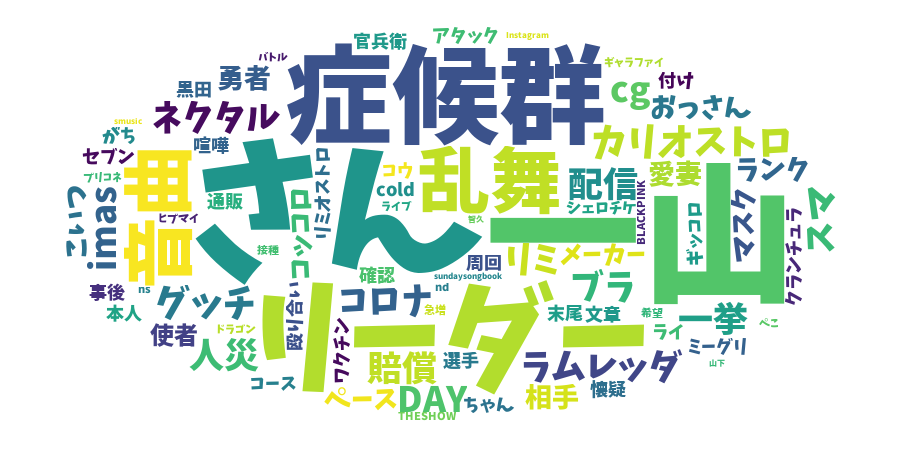 官兵衛
アタック
Instagram
バトル
症候群
ギャラファイ
黒田
勇者
cg
付け
ネクタル
おっさん
smusic
がち
喧嘩
カリオストロ
セブン
音曲
さん
リミオストロ
コウ
乱舞
配信
愛妻
ランク
プリコネ
cold
こいつ
imas
通販
コッコロ
ライブ
シェロチケ
BLACKPINK
一山
マスク
スマ
ヒプマイ
智久
ギッコロ
クランチュラ
接種
リミ
メーカー
周回
確認
sundaysongbook
事後
ns
グッチ
リーダー
殴り合い
コロナ
nd
ブラ
本人
急増
末尾
文章
希望
一挙
ぺこ
使者
ドラゴン
ワクチン
ライ
ミーグリ
人災
賠償
選手
ラムレッダ
山下
コース
ペース
DAY
ちゃん
相手
懐疑
THESHOW